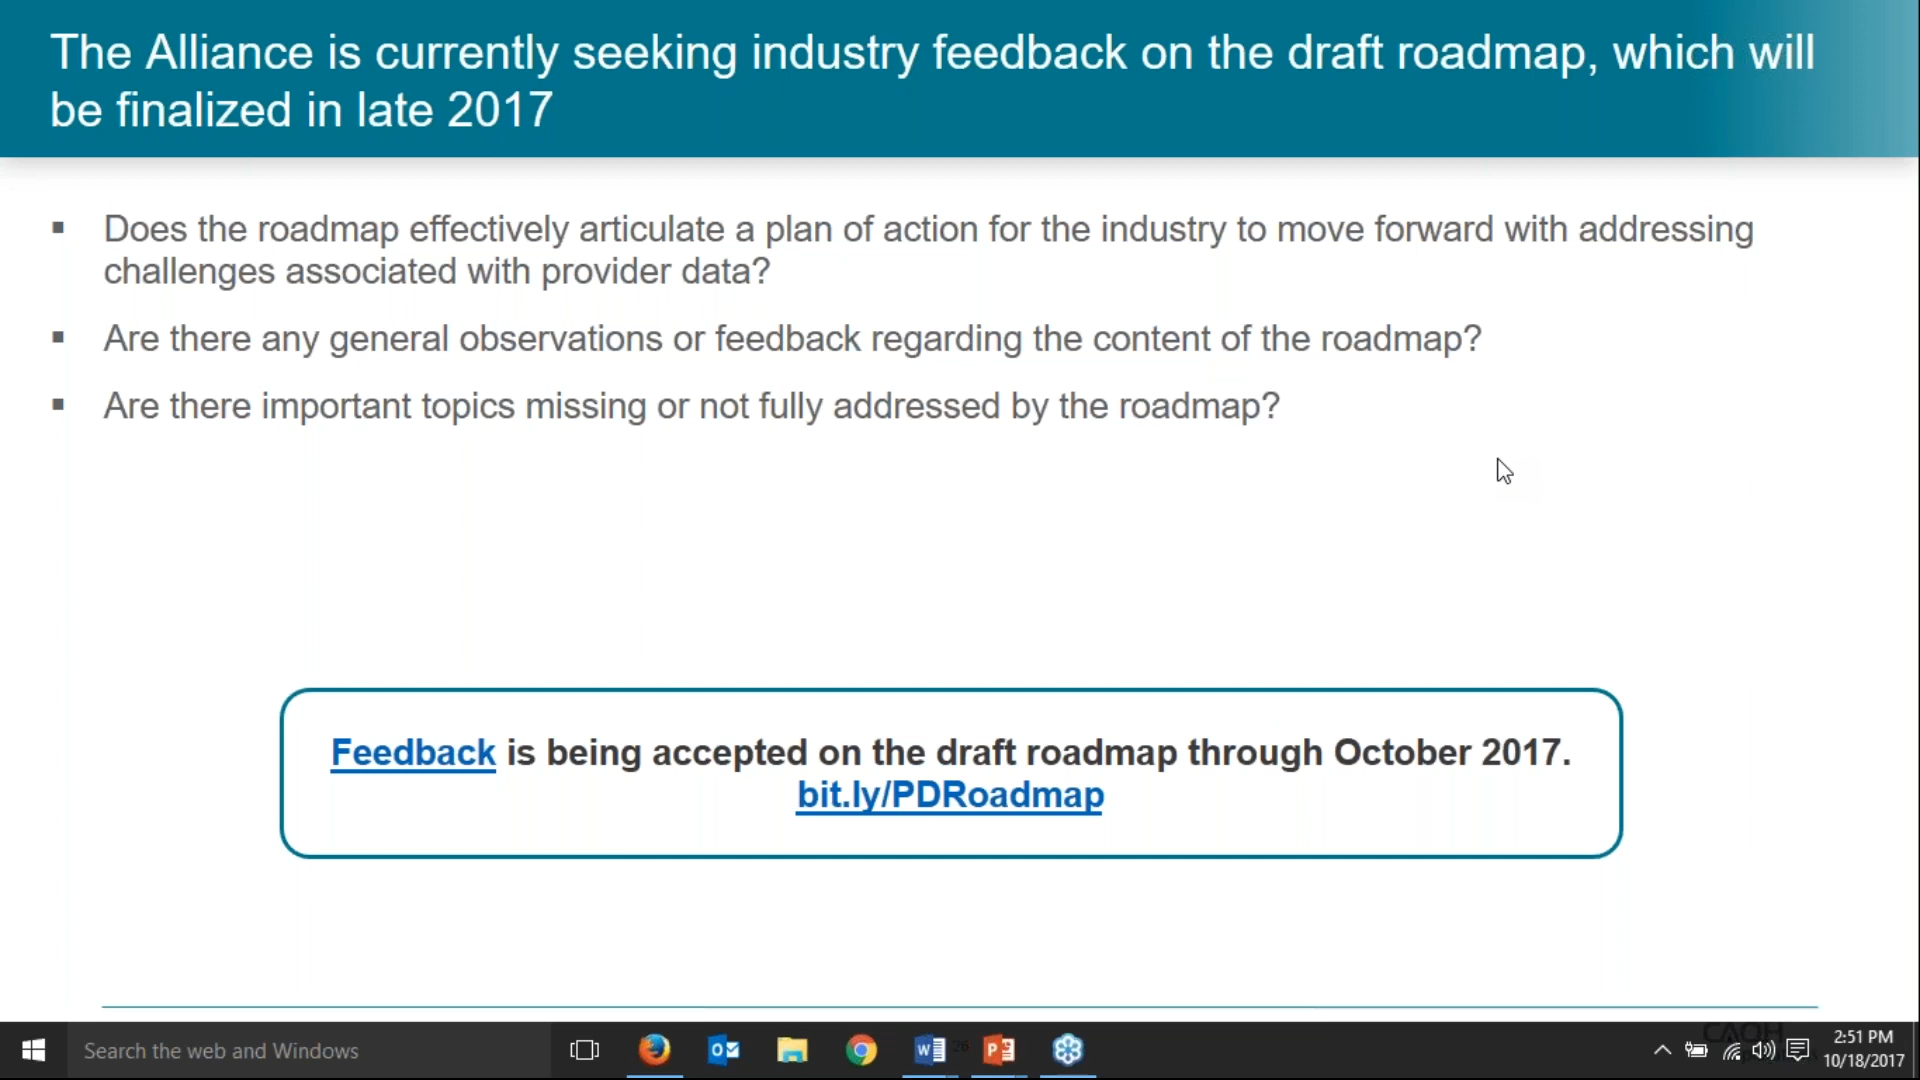 The Alliance is currently seeking industry feedback on the draft roadmap, which will
be finalized in late 2017
▪ Does the roadmap effectively articulate a plan of action for the industry to move forward with addressing
challenges associated with provider data?
▪ Are there any general observations or feedback regarding the content of the roadmap?
▪ Are there important topics missing or not fully addressed by the roadmap?
Feedback is being accepted on the draft roadmap through October 2017.
bit.ly/PDRoadmap
Search the web and Windows
26
CAQH
2:51 PM
10/18/2017